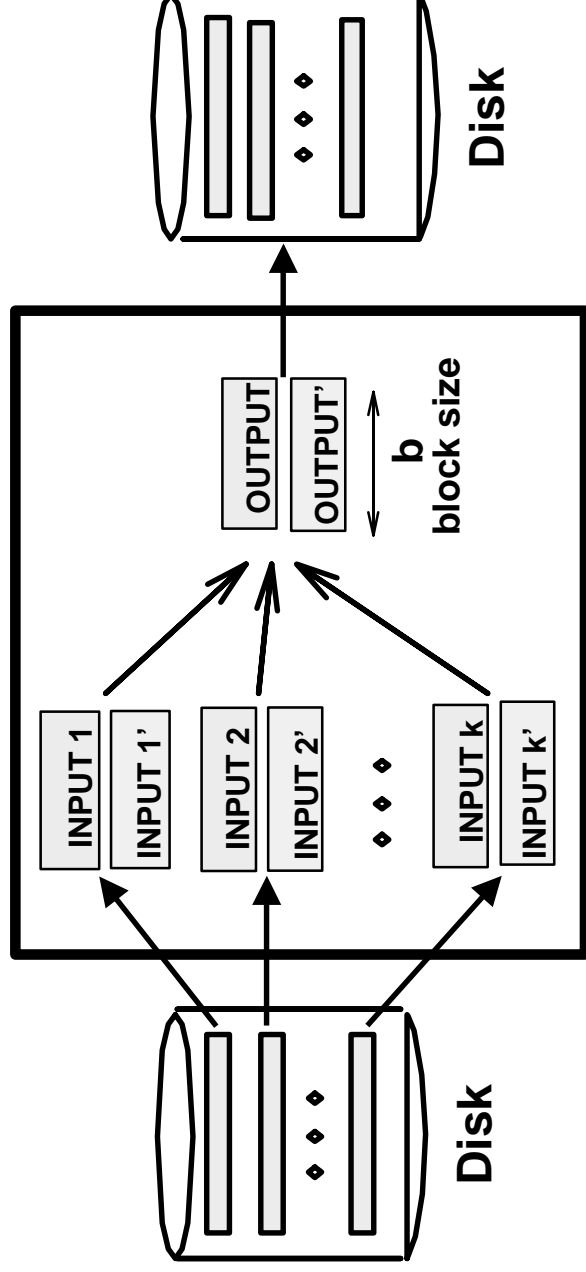 Disk
INPUT 1
INPUT 1’
INPUT 2
INPUT 2’
INPUT k
INPUT k’
OUTPUT
OUTPUT’
b
block size
Disk